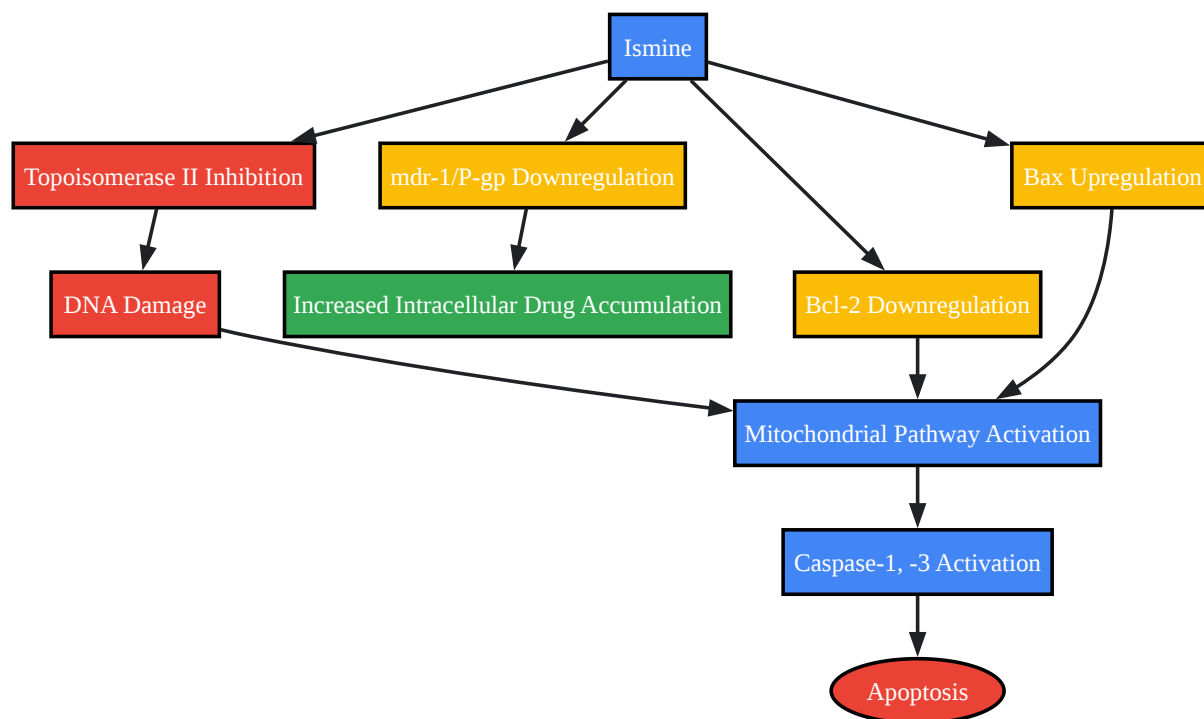 Ismine
Topoisomerase II Inhibition
mdr-1/P-gp Downregulation
Bax Upregulation
DNA Damage
Increased Intracellular Drug Accumulation
Bcl-2 Downregulation
Mitochondrial Pathway Activation
Caspase-1, -3 Activation
Apoptosis